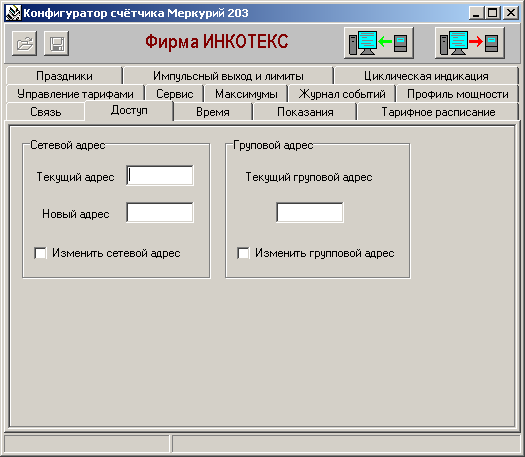 Конфигуратор счётчика Меркурий 203
Фирма ИНКОТЕКС
Праздники Импульсный выход и лимиты Циклическая индикация
Управление тарифами Сервис Максимумы Журнал событий Профиль мощности
Связь Доступ Время Показания Тарифное расписание
Сетевой адрес Груповой адрес
Текущий адрес Текущий груповой адрес
Новый адрес
Изменить сетевой адрес Изменить групповой адрес